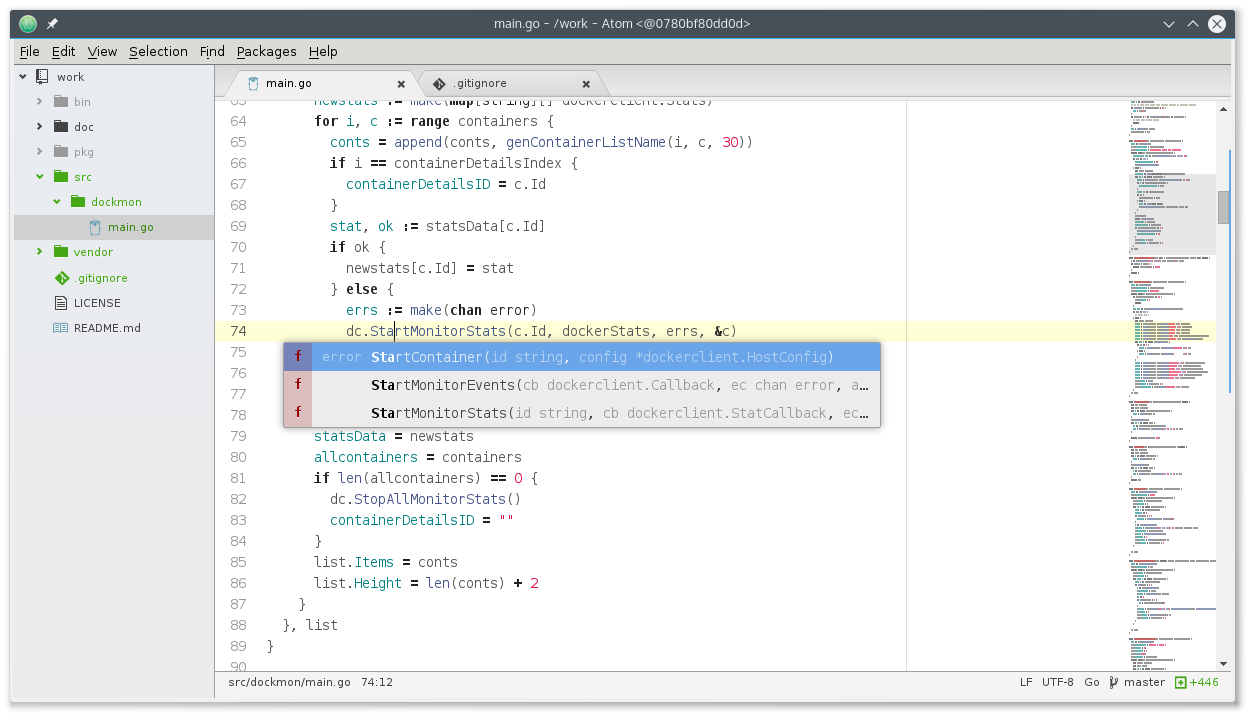 main.go - /work - Atom <@0780bf80dd0d>
File Edit View Selection Find Packages Help
work
bin
doc
pkg
src
dockmon
main.go
vendor
.gitignore
LICENSE
README.md
main.go .gitignore
63 newstats := make(map[string][] dockerclient.Stats)
64 for i, c := range containers {
65 conts = append(conts, genContainerListName(i, c, 30))
66 if i == containerDetailsIndex {
67 containerDetailsID = c.Id
68 }
69 stat, ok := statsData[c.Id]
70 if ok {
71 newstats[c.Id] = stat
72 } else {
73 errs := make(chan error)
74 dc.StartMonitorStats(c.Id, dockerStats, errs, &c)
75
76
77
78
f error StartContainer(id string, config *dockerclient.HostConfig)
f StartMonitorEvents(cb dockerclient.Callback, ec chan error, a…
f StartMonitorStats(id string, cb dockerclient.StatCallback, ec…
79 statsData = newstats
80 allcontainers = containers
81 if len(allcontainers) == 0 {
82 dc.StopAllMonitorStats()
83 containerDetailsID = ""
84 }
85 list.Items = conts
86 list.Height = len(conts) + 2
87 }
88 }, list
89 }
90
src/dockmon/main.go 74:12 LF UTF-8 Go master +446